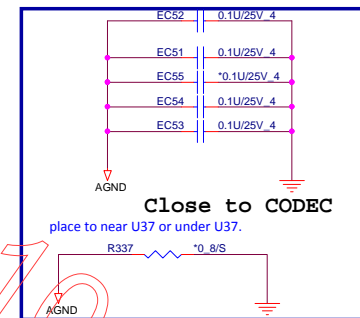 EC52 0.1U/25V_4
EC51 0.1U/25V_4
EC55 *0.1U/25V_4
EC54 0.1U/25V_4
EC53 0.1U/25V_4
AGND
Close to CODEC
place to near U37 or under U37.
R337 *0_8/S
AGND